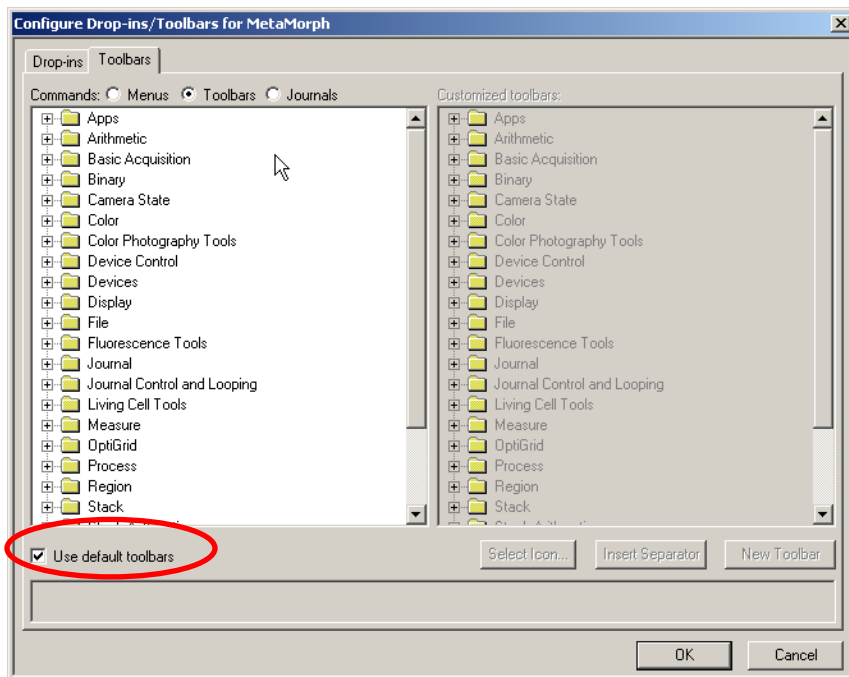 Configure Drop-ins/Toolbars for MetaMorph
Drop-ins Toolbars
Commands: Menus Toolbars Journals
Customized toolbars:
Apps
Arithmetic
Basic Acquisition
Binary
Camera State
Color
Color Photography Tools
Device Control
Devices
Display
File
Fluorescence Tools
Journal
Journal Control and Looping
Living Cell Tools
Measure
OptiGrid
Process
Region
Stack
Apps
Arithmetic
Basic Acquisition
Binary
Camera State
Color
Color Photography Tools
Device Control
Devices
Display
File
Fluorescence Tools
Journal
Journal Control and Looping
Living Cell Tools
Measure
OptiGrid
Process
Region
Stack
Use default toolbars
Select Icon...
Insert Separator
New Toolbar
OK
Cancel